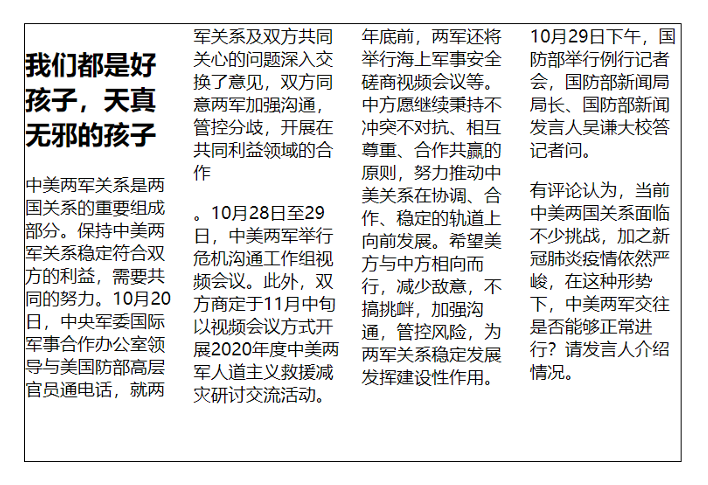 我们都是好
孩子，天真
无邪的孩子
中美两军关系是两
国关系的重要组成
部分。保持中美两
军关系稳定符合双
方的利益，需要共
同的努力。10月20
日，中央军委国际
军事合作办公室领
导与美国防部高层
官员通电话，就两
军关系及双方共同
关心的问题深入交
换了意见，双方同
意两军加强沟通，
管控分歧，开展在
共同利益领域的合
作
。10月28日至29
日，中美两军举行
危机沟通工作组视
频会议。此外，双
方商定于11月中旬
以视频会议方式开
展2020年度中美两
军人道主义救援减
灾研讨交流活动。
年底前，两军还将
举行海上军事安全
磋商视频会议等。
中方愿继续秉持不
冲突不对抗、相互
尊重、合作共赢的
原则，努力推动中
美关系在协调、合
作、稳定的轨道上
向前发展。希望美
方与中方相向而
行，减少敌意，不
搞挑衅，加强沟
通，管控风险，为
两军关系稳定发展
发挥建设性作用。
10月29日下午，国
防部举行例行记者
会，国防部新闻局
局长、国防部新闻
发言人吴谦大校答
记者问。
有评论认为，当前
中美两国关系面临
不少挑战，加之新
冠肺炎疫情依然严
峻，在这种形势
下，中美两军交往
是否能够正常进
行？请发言人介绍
情况。